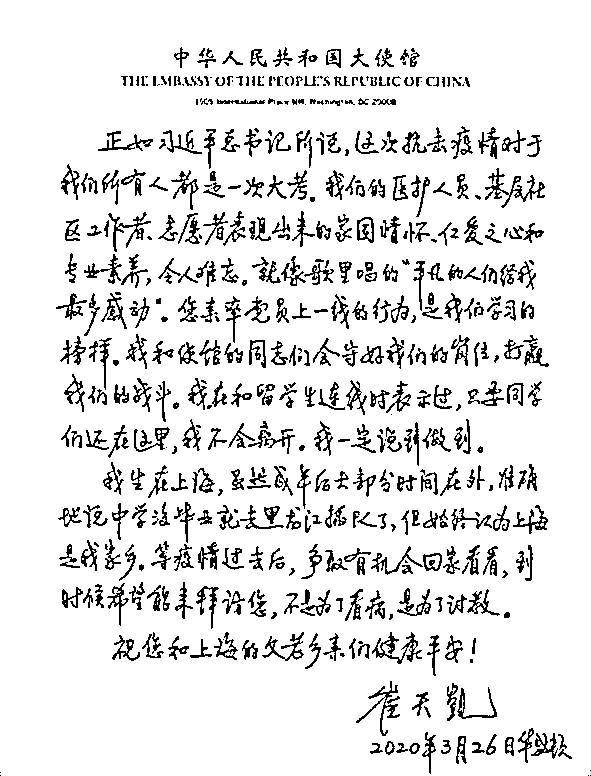 中华人民共和国大使馆
THE EMBASSY OF THE PEOPLE'S REPUBLIC OF CHINA
1505 International Place NW, Washington, DC 20008
正如习近平总书记所说，这次抗击疫情对于
我们所有人都是一次大考。我们的医护人员、基层社
区工作者、志愿者表现出来的家国情怀、仁爱之心和
专业素养，令人难忘。就像歌里唱的“平凡的人们给我
最多感动”。您亲率党员上一线的行为，是我们学习的
榜样。我和使馆的同志们会守好我们的岗位，打赢
我们的战斗。我在和留学生连线时表示过，只要同学
们还在这里，我不会离开。我一定说到做到。
我生在上海，虽然成年后大部分时间在外，准确
地说中学没毕业就去黑龙江插队了，但始终认为上海
是我家乡。等疫情过去后，争取有机会回家看看，到
时候希望能来拜访您，不是为了看病，是为了讨教。
祝您和上海的父老乡亲们健康平安！
崔天凯
2020年3月26日华盛顿